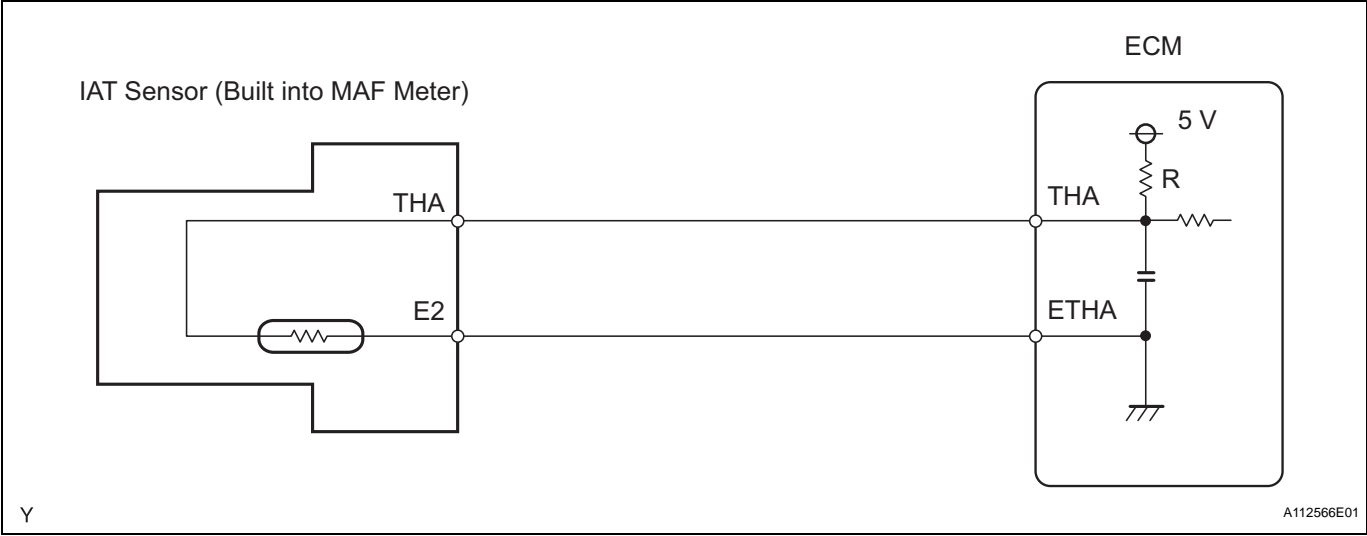 ECM
IAT Sensor (Built into MAF Meter)
5 V
R
THA
THA
E2
ETHA
Y
A112566E01